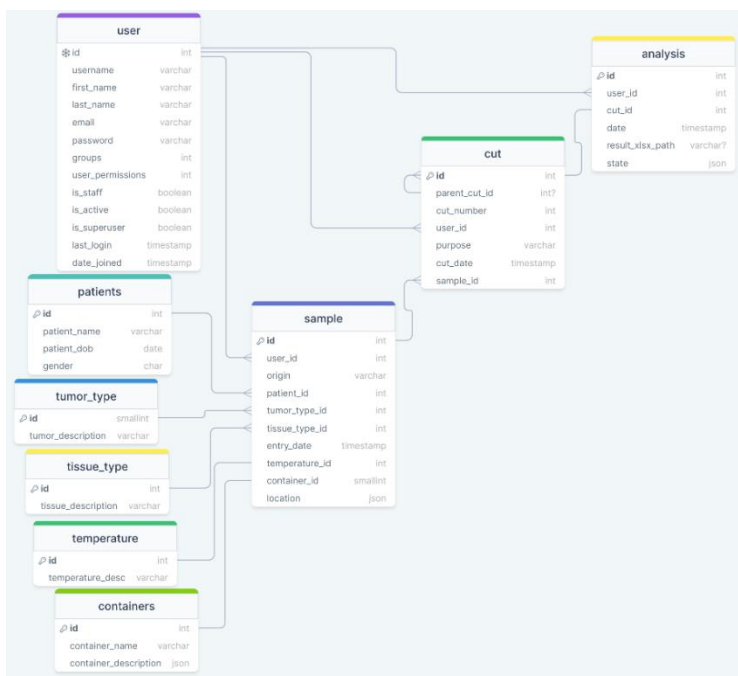 user
id int
username varchar
first_name varchar
last_name varchar
email varchar
password varchar
groups int
user_permissions int
is_staff boolean
is_active boolean
is_superuser boolean
last_login timestamp
date_joined timestamp
analysis
id int
user_id int
cut_id int
date timestamp
result_xlsx_path varchar?
state json
cut
id int
parent_cut_id int?
cut_number int
user_id int
purpose varchar
cut_date timestamp
sample_id int
patients
id int
patient_name varchar
patient_dob date
gender char
sample
id int
user_id int
origin varchar
patient_id int
tumor_type_id int
tissue_type_id int
entry_date timestamp
temperature_id int
container_id smallint
location json
tumor_type
id smallint
tumor_description varchar
tissue_type
id int
tissue_description varchar
temperature
id int
temperature_desc varchar
containers
id int
container_name varchar
container_description json